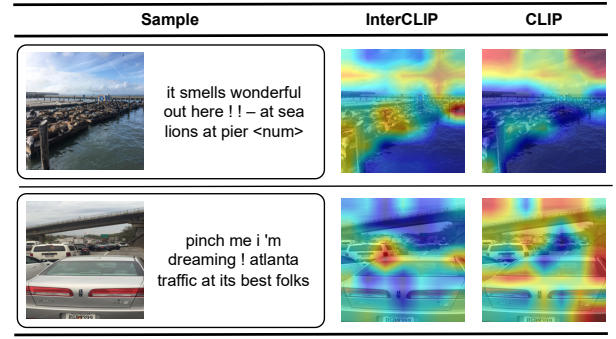 Sample InterCLIP CLIP
it smells wonderful
out here ! ! – at sea
lions at pier <num>
pinch me i 'm
dreaming ! atlanta
traffic at its best folks